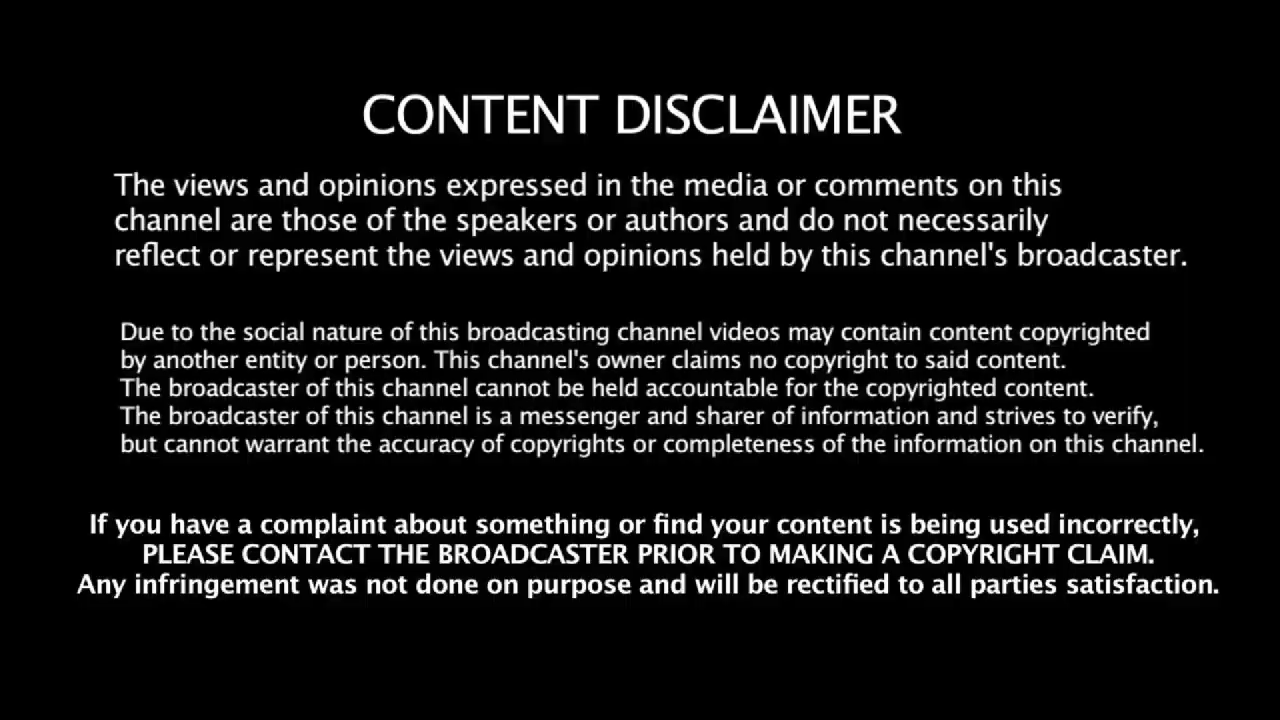 CONTENT DISCLAIMER
The views and opinions expressed in the media or comments on this
channel are those of the speakers or authors and do not necessarily
reflect or represent the views and opinions held by this channel's broadcaster.
Due to the social nature of this broadcasting channel videos may contain content copyrighted
by another entity or person. This channel's owner claims no copyright to said content.
The broadcaster of this channel cannot be held accountable for the copyrighted content.
The broadcaster of this channel is a messenger and sharer of information and strives to verify,
but cannot warrant the accuracy of copyrights or completeness of the information on this channel.
If you have a complaint about something or find your content is being used incorrectly,
PLEASE CONTACT THE BROADCASTER PRIOR TO MAKING A COPYRIGHT CLAIM.
Any infringement was not done on purpose and will be rectified to all parties satisfaction.